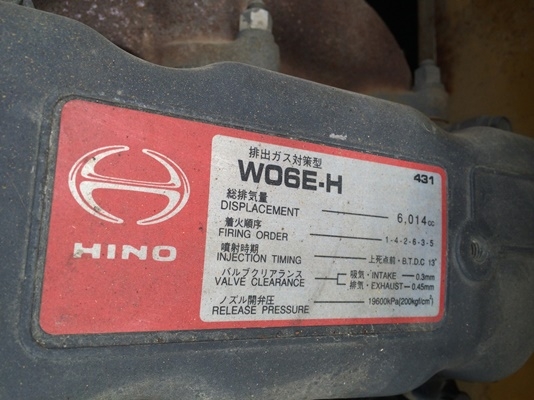 HINO
排出ガス対策型
W06E-H 431
総排気量
DISPLACEMENT 6,014cc
着火順序
FIRING ORDER 1-4-2-6-3-5
噴射時期
INJECTION TIMING 上死点前・B.T.D.C 13°
バルブクリアランス 吸気・INTAKE 0.3mm
VALVE CLEARANCE 排気・EXHAUST 0.45mm
ノズル開弁圧
RELEASE PRESSURE 19600kPa(200kgf/cm²)